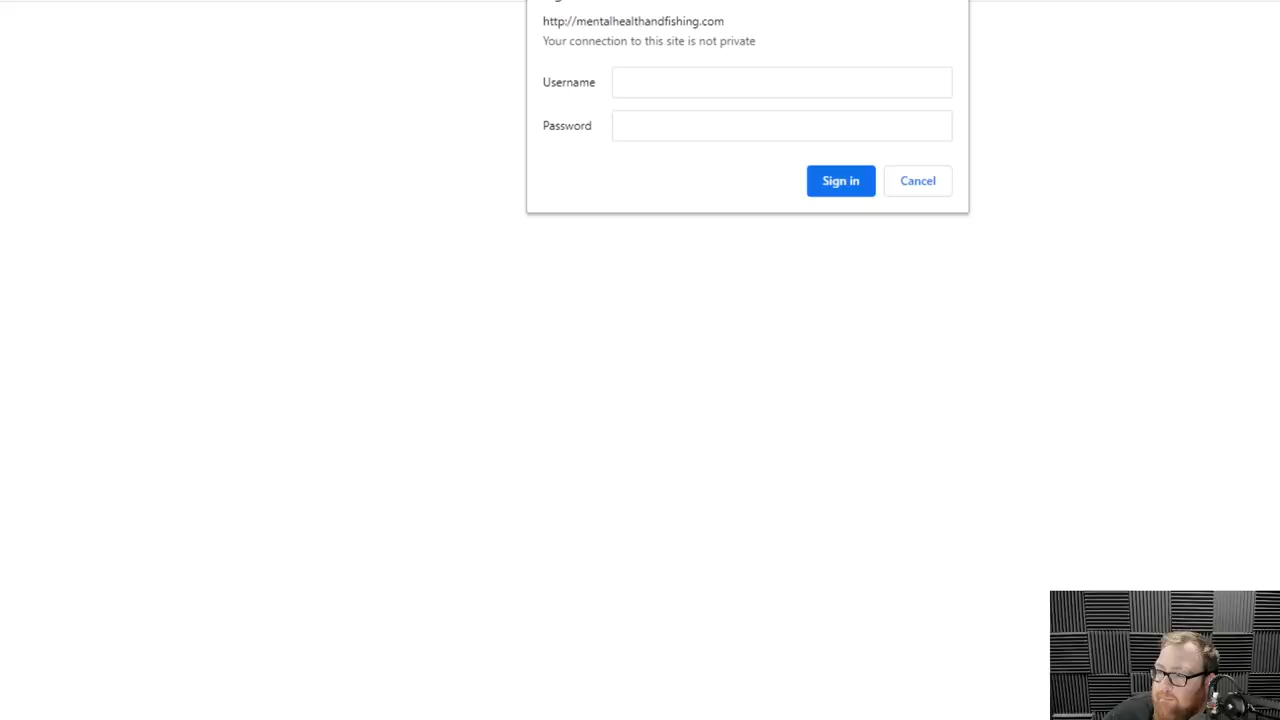 http://mentalhealthandfishing.com
Your connection to this site is not private
Username
Password
Sign in
Cancel